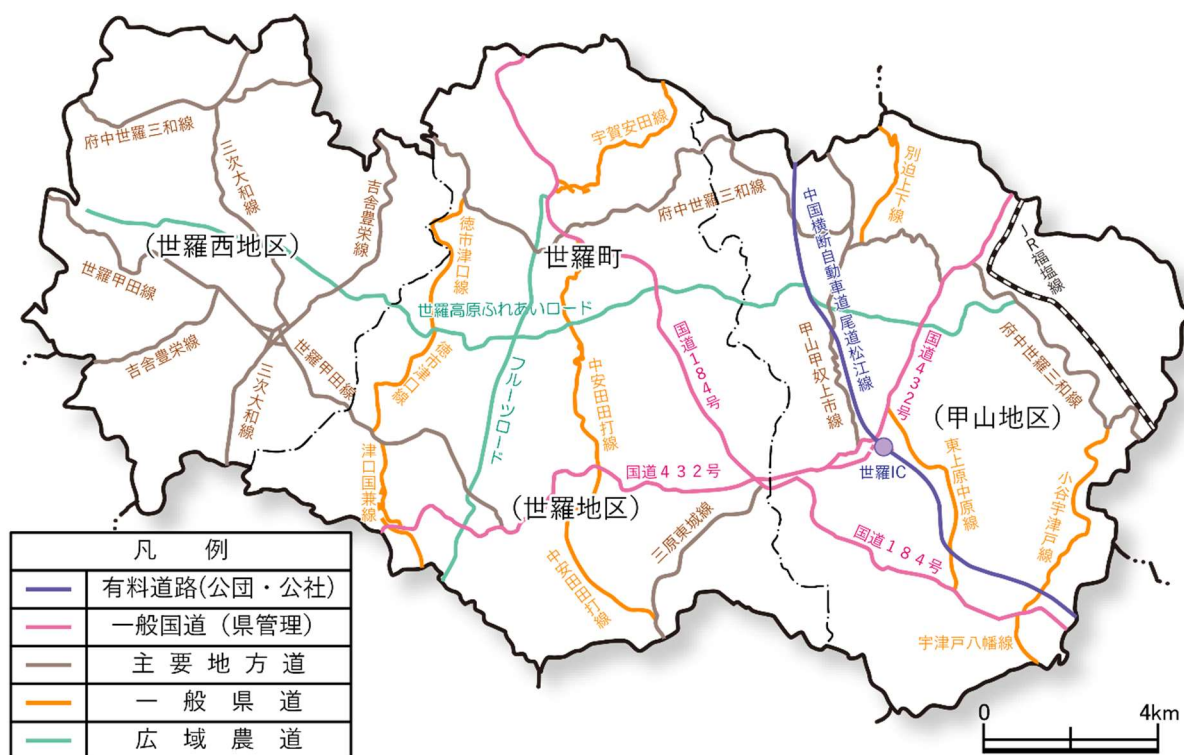 府中世羅三和線
三次大和線
吉舎豊栄線
(世羅西地区)
世羅甲田線
吉舎豊栄線
三次大和線
世羅甲田線
徳市津口線
徳市津口線
津口国兼線
宇賀安田線
府中世羅三和線
世羅町
世羅高原ふれあいロード
フルーツロード
中安田田打線
国道184号
国道432号
(世羅地区)
中安田田打線
三原東城線
中国横断自動車道 尾道松江線
別迫上下線
JR福塩線
甲山甲奴上市線
国道432号
府中世羅三和線
(甲山地区)
世羅IC
東上原中原線
小谷宇津戸線
国道184号
宇津戸八幡線
凡 例
有料道路(公団・公社)
一般国道 (県管理)
主要地方道
一般県道
広域農道
0 4km